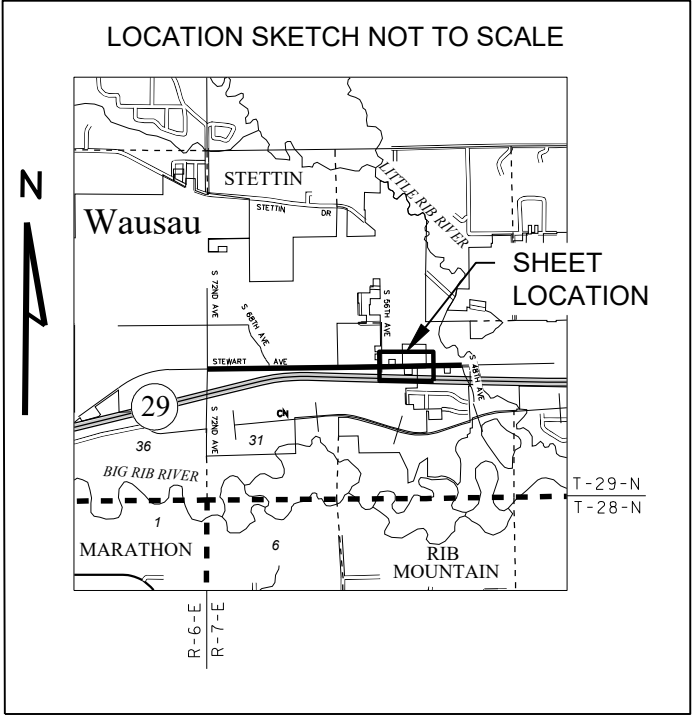 LOCATION SKETCH NOT TO SCALE
N
STETTIN
STETTIN DR
LITTLE RIB RIVER
Wausau
SHEET
LOCATION
S 72ND AVE
S 68TH AVE
S 56TH AVE
STEWART AVE
S 48TH AVE
29
S 72ND AVE
CN
36
31
BIG RIB RIVER
T-29-N
T-28-N
1
6
MARATHON
RIB
MOUNTAIN
R-6-E
R-7-E